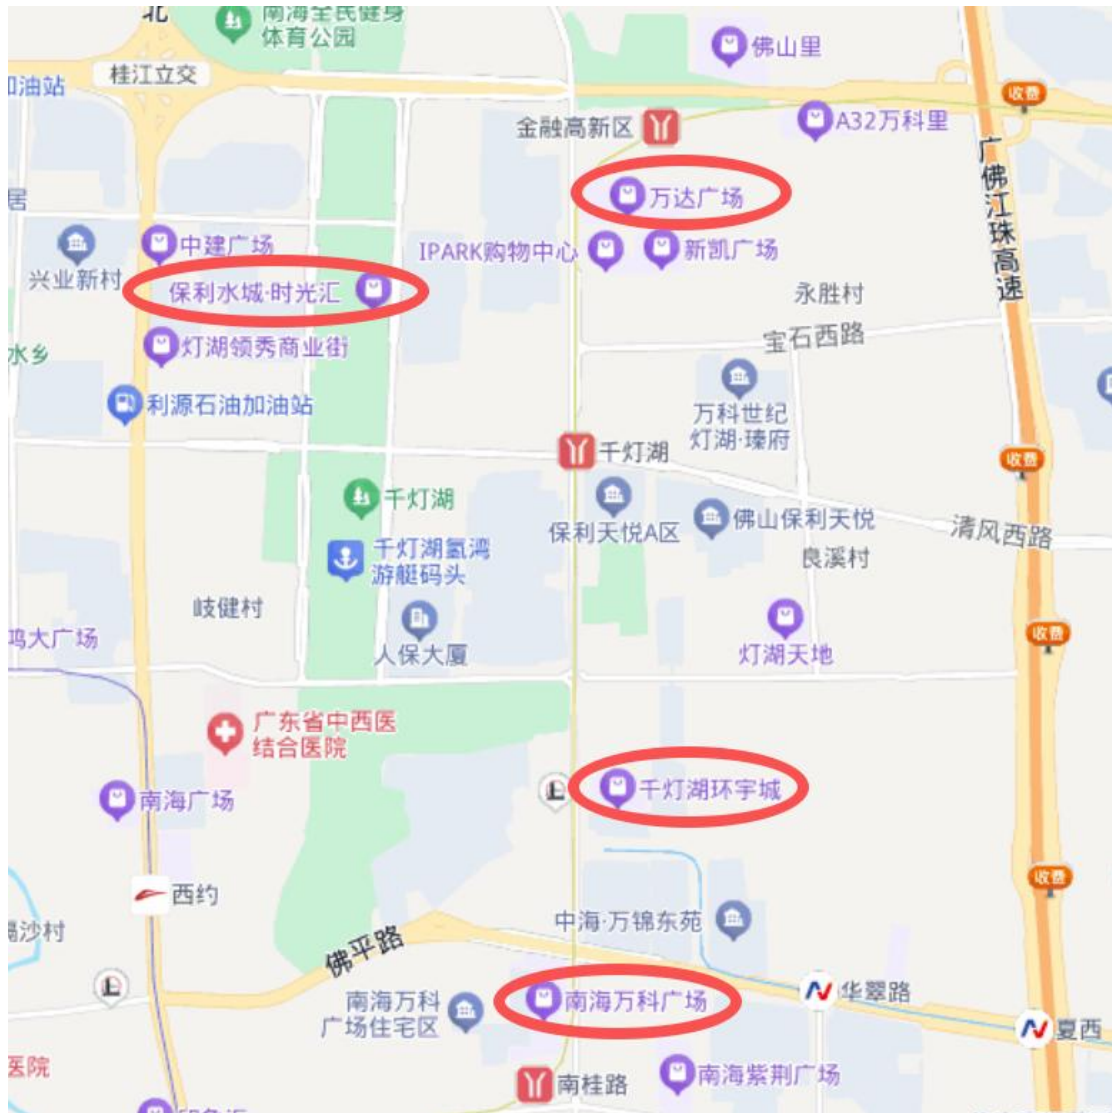 北
南海全民健身
体育公园
佛山里
桂江立交
加油站
收费
A32万科里
金融高新区
广佛江珠高速
万达广场
居
中建广场
IPARK购物中心
新凯广场
兴业新村
保利水城·时光汇
永胜村
宝石西路
灯湖领秀商业街
水乡
利源石油加油站
万科世纪
灯湖·瑧府
千灯湖
收费
千灯湖
保利天悦A区
佛山保利天悦
清风西路
千灯湖氢湾
游艇码头
良溪村
岐健村
收费
鸿大广场
人保大厦
灯湖天地
广东省中西医
结合医院
千灯湖环宇城
南海广场
收费
西约
中海·万锦东苑
沙村
佛平路
华翠路
南海万科
广场住宅区
南海万科广场
夏西
医院
南桂路
南海紫荆广场